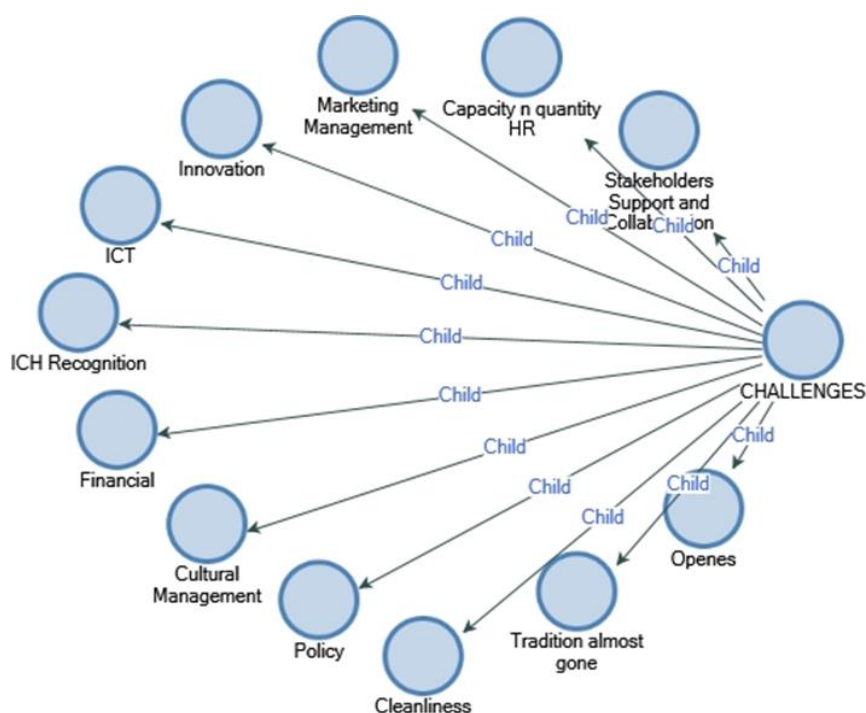 Marketing
Management
Capacity n quantity
HR
Innovation
Stakeholders
Support and
Child
Child
Child
ICT
Child
Child
ICH Recognition
Child
CHALLENGES
Child
Child
Financial
Child
Child
Child
Child
Openes
Cultural
Management
Policy
Tradition almost
gone
Cleanliness